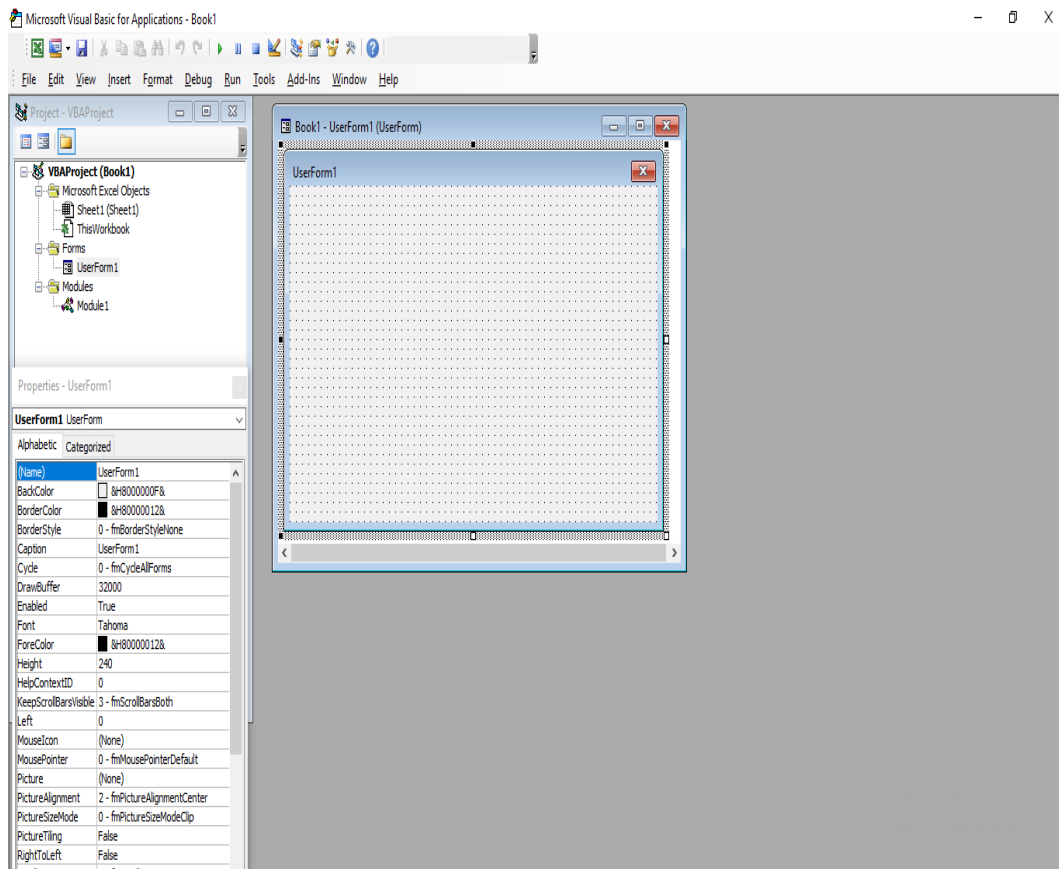 Microsoft Visual Basic for Applications - Book1
File Edit View Insert Format Debug Run Tools Add-Ins Window Help
Project - VBAProject
VBAProject (Book1)
Microsoft Excel Objects
Sheet1 (Sheet1)
ThisWorkbook
Forms
UserForm1
Modules
Module1
Properties - UserForm1
UserForm1 UserForm
Alphabetic Categorized
(Name) UserForm1
BackColor &H8000000F&
BorderColor &H80000012&
BorderStyle 0 - fmBorderStyleNone
Caption UserForm1
Cycle 0 - fmCycleAllForms
DrawBuffer 32000
Enabled True
Font Tahoma
ForeColor &H80000012&
Height 240
HelpContextID 0
KeepScrollBarsVisible 3 - fmScrollBarsBoth
Left 0
MouseIcon (None)
MousePointer 0 - fmMousePointerDefault
Picture (None)
PictureAlignment 2 - fmPictureAlignmentCenter
PictureSizeMode 0 - fmPictureSizeModeClip
PictureTiling False
RightToLeft False
Book1 - UserForm1 (UserForm)
UserForm1